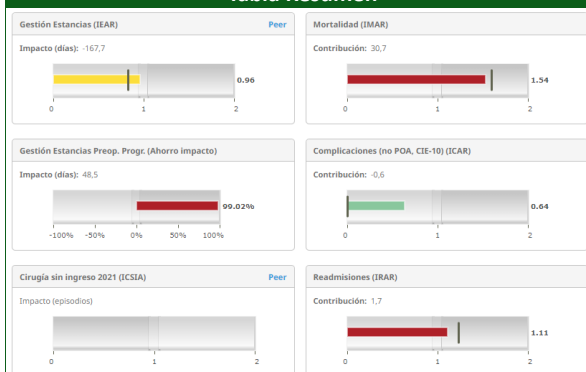 Tabla Resumen
Gestión Estancias (IEAR) Peer
Impacto (días): -167,7
0.96
0 1 2
Mortalidad (IMAR)
Contribución: 30,7
1.54
0 1 2
Gestión Estancias Preop. Progr. (Ahorro impacto)
Impacto (días): 48,5
99.02%
-100% -50% 0% 50% 100%
Complicaciones (no POA, CIE-10) (ICAR)
Contribución: -0,6
0.64
0 1 2
Cirugía sin ingreso 2021 (ICSIA) Peer
Impacto (episodios)
0 1 2
Readmisiones (IRAR)
Contribución: 1,7
1.11
0 1 2